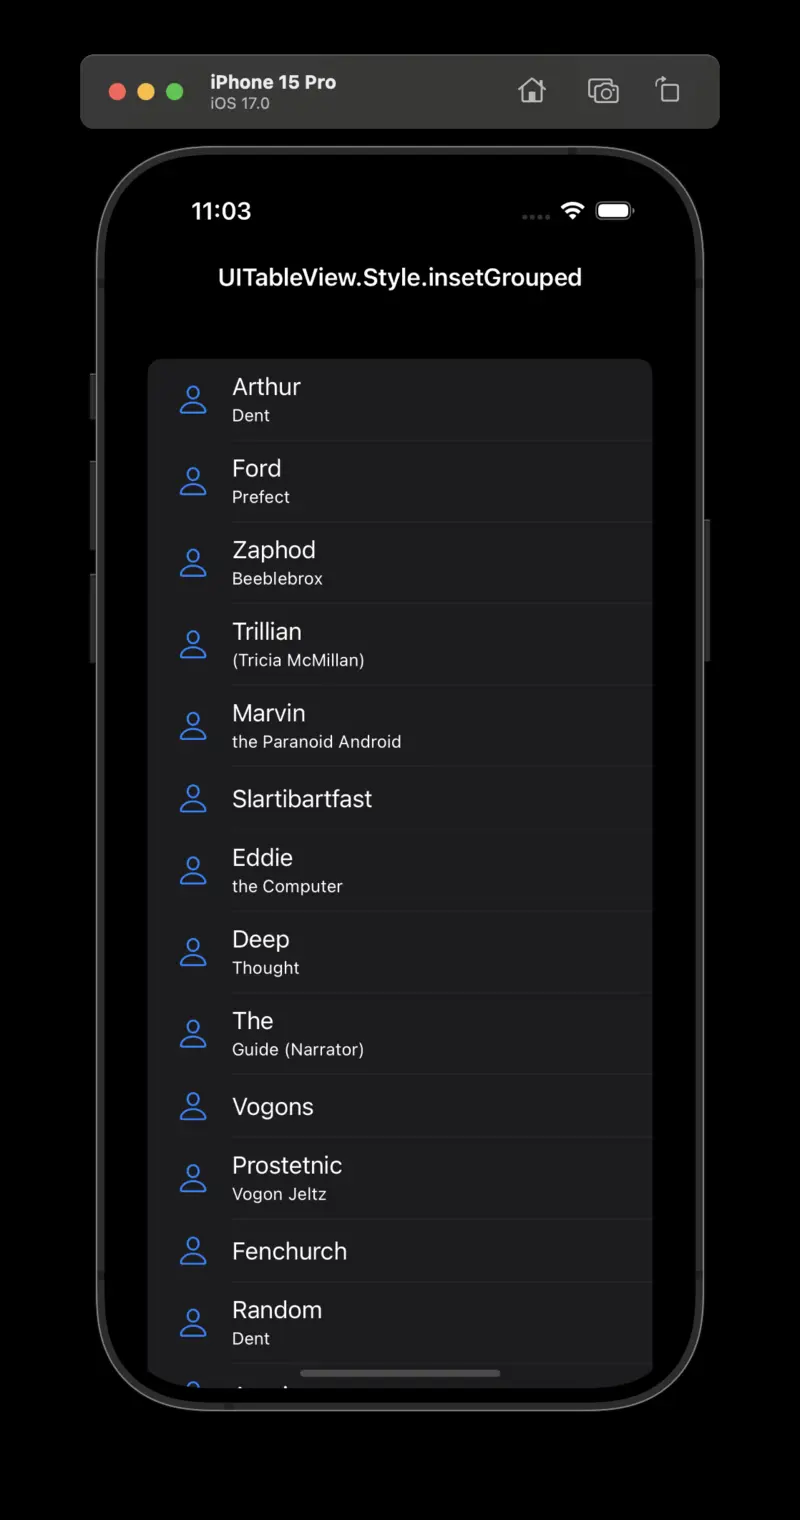 iPhone 15 Pro
iOS 17.0
11:03
UITableView.Style.insetGrouped
Arthur
Dent
Ford
Prefect
Zaphod
Beeblebrox
Trillian
(Tricia McMillan)
Marvin
the Paranoid Android
Slartibartfast
Eddie
the Computer
Deep
Thought
The
Guide (Narrator)
Vogons
Prostetnic
Vogon Jeltz
Fenchurch
Random
Dent